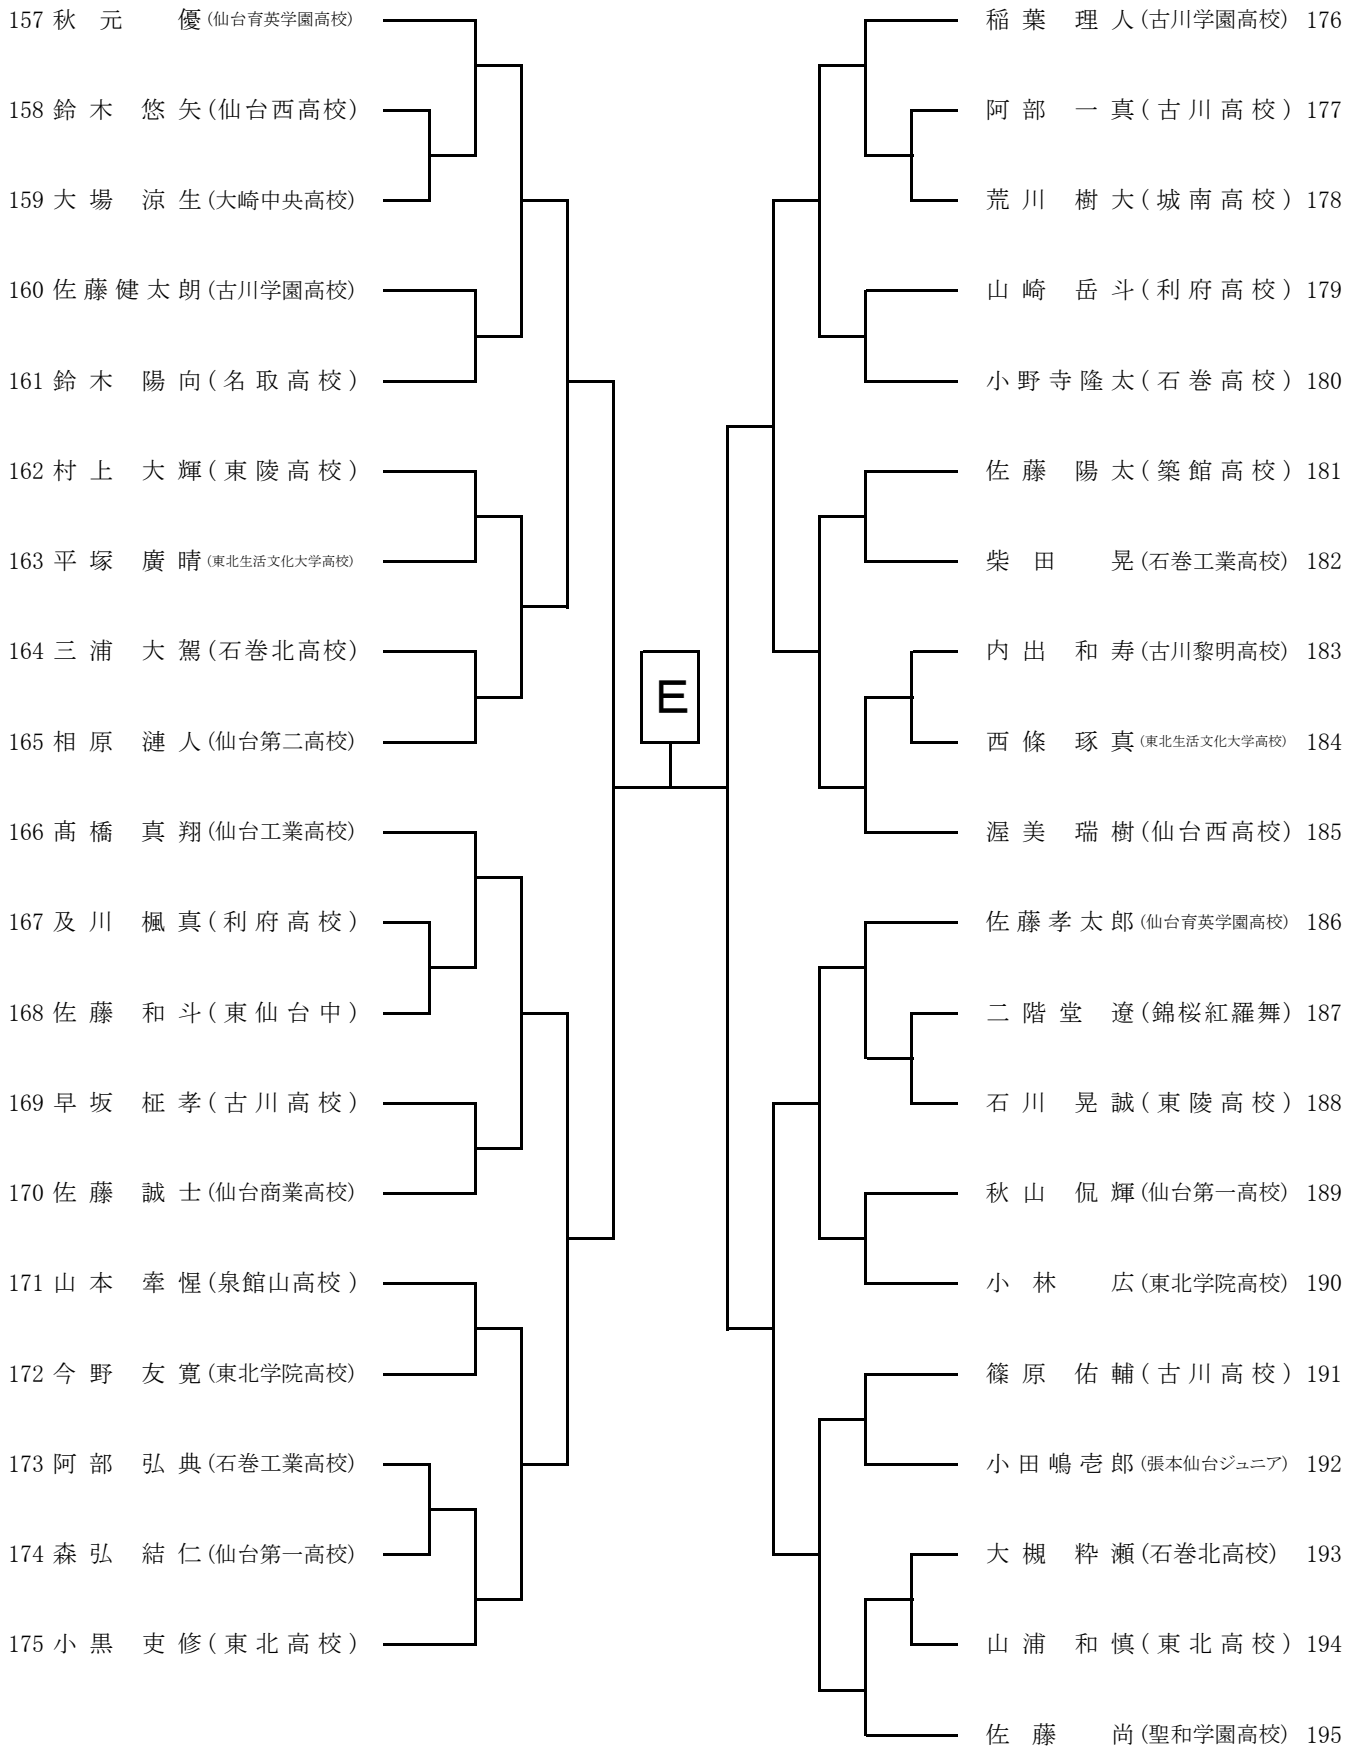 157 秋元 優 (仙台育英学園高校)
158 鈴木 悠矢 (仙台西高校)
159 大場 涼生 (大崎中央高校)
160 佐藤健太朗 (古川学園高校)
161 鈴木 陽向 (名取高校)
162 村上 大輝 (東陵高校)
163 平塚 廣晴 (東北生活文化大学高校)
164 三浦 大駕 (石巻北高校)
165 相原 漣人 (仙台第二高校)
166 髙橋 真翔 (仙台工業高校)
167 及川 楓真 (利府高校)
168 佐藤 和斗 (東仙台中)
169 早坂 柾孝 (古川高校)
170 佐藤 誠士 (仙台商業高校)
171 山本 牽惺 (泉館山高校)
172 今野 友寛 (東北学院高校)
173 阿部 弘典 (石巻工業高校)
174 森弘 結仁 (仙台第一高校)
175 小黒 吏修 (東北高校)
E
稲葉 理人 (古川学園高校) 176
阿部 一真 (古川高校) 177
荒川 樹大 (城南高校) 178
山崎 岳斗 (利府高校) 179
小野寺隆太 (石巻高校) 180
佐藤 陽太 (築館高校) 181
柴田 晃 (石巻工業高校) 182
内出 和寿 (古川黎明高校) 183
西條 琢真 (東北生活文化大学高校) 184
渥美 瑞樹 (仙台西高校) 185
佐藤孝太郎 (仙台育英学園高校) 186
二階堂 遼 (錦桜紅羅舞) 187
石川 晃誠 (東陵高校) 188
秋山 侃輝 (仙台第一高校) 189
小林 広 (東北学院高校) 190
篠原 佑輔 (古川高校) 191
小田嶋壱郎 (張本仙台ジュニア) 192
大槻 粋瀬 (石巻北高校) 193
山浦 和慎 (東北高校) 194
佐藤 尚 (聖和学園高校) 195